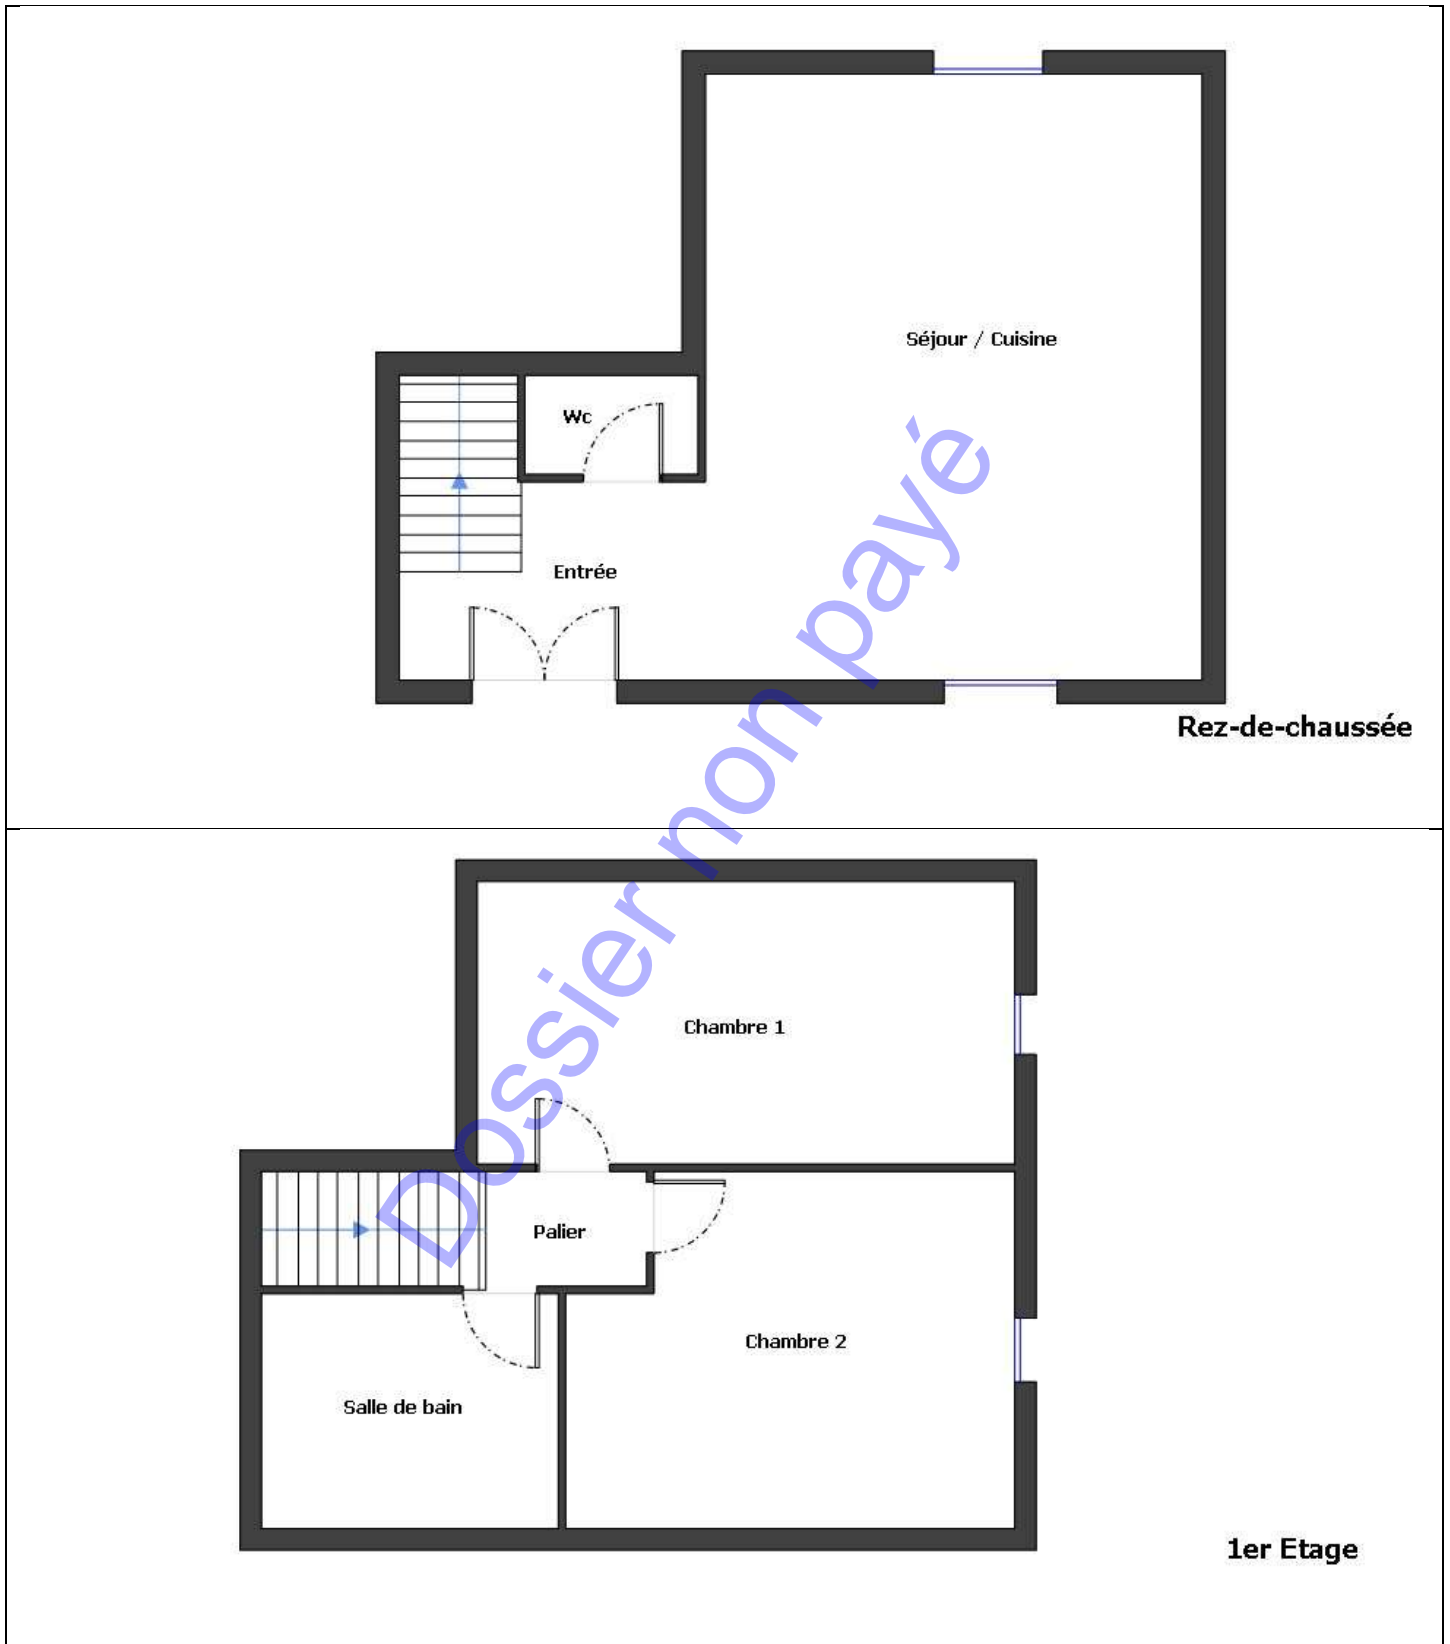 Séjour / Cuisine
Wc
Entrée
Rez-de-chaussée
Dossier non payé
Chambre 1
Palier
Chambre 2
Salle de bain
1er Etage